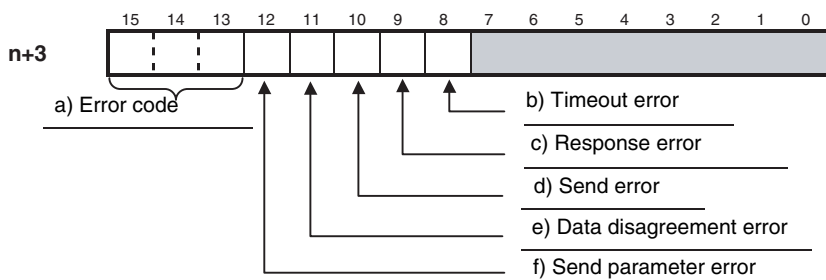 15 14 13 12 11 10 9 8 7 6 5 4 3 2 1 0
n+3
a) Error code
b) Timeout error
c) Response error
d) Send error
e) Data disagreement error
f) Send parameter error